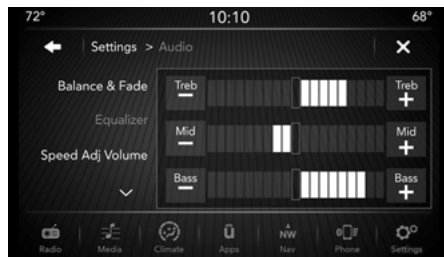 72° 10:10 68°
Settings > Audio
Balance & Fade
Equalizer
Speed Adj Volume
Treb − Treb +
Mid − Mid +
Bass − Bass +
Radio Media Climate ū Apps NW Nav Phone Settings